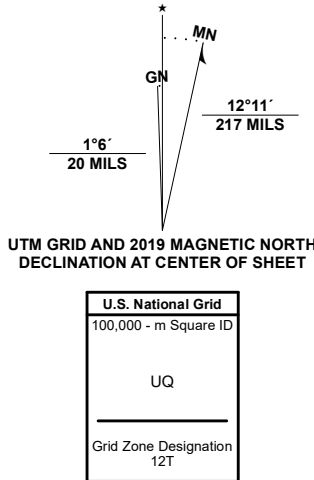 ★
MN
GN
12°11´
217 MILS
1°6´
20 MILS
UTM GRID AND 2019 MAGNETIC NORTH
DECLINATION AT CENTER OF SHEET
U.S. National Grid
100,000 - m Square ID
UQ
Grid Zone Designation
12T